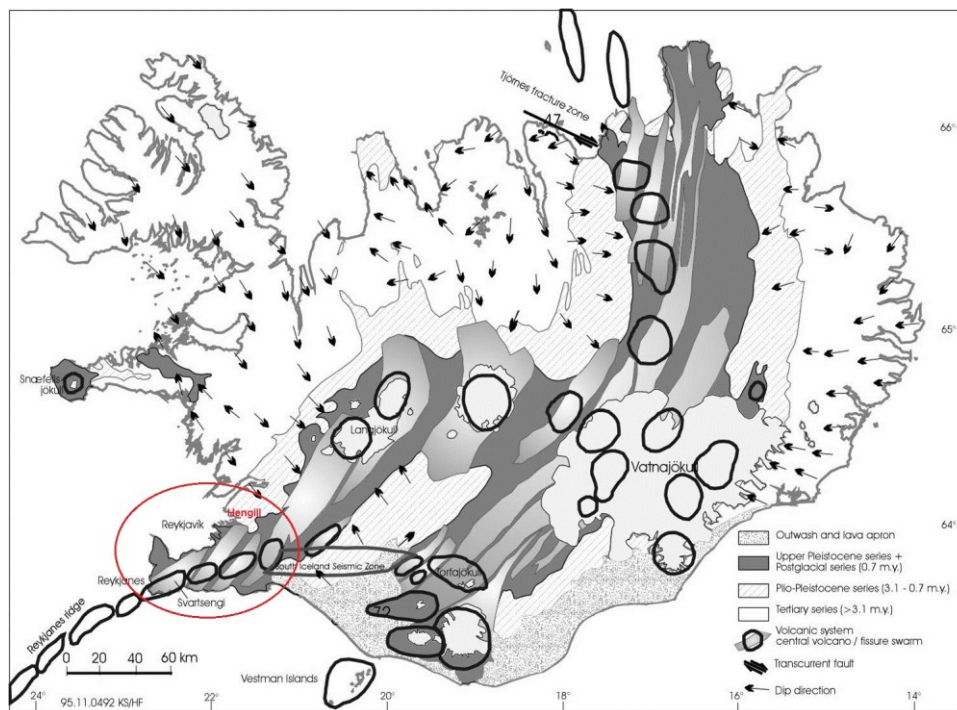 Tjörnes fracture zone
47
66°
65°
Snæfells-
jökull
Langjökull
Vatnajökull
Hengill
Reykjavík
64°
South Iceland Seismic Zone
Reykjanes
Torfajökull
Svartsengi
72
Reykjanes ridge
0 20 40 60 km
Vestman Islands
24° 22° 20° 18° 16° 14°
95.11.0492 KS/HF
Outwash and lava apron
Upper Pleistocene series +
Postglacial series (0.7 m.y.)
Plio-Pleistocene series (3.1 - 0.7 m.y.)
Tertiary series (>3.1 m.y.)
Volcanic system
central volcano / fissure swarm
Transcurrent fault
Dip direction